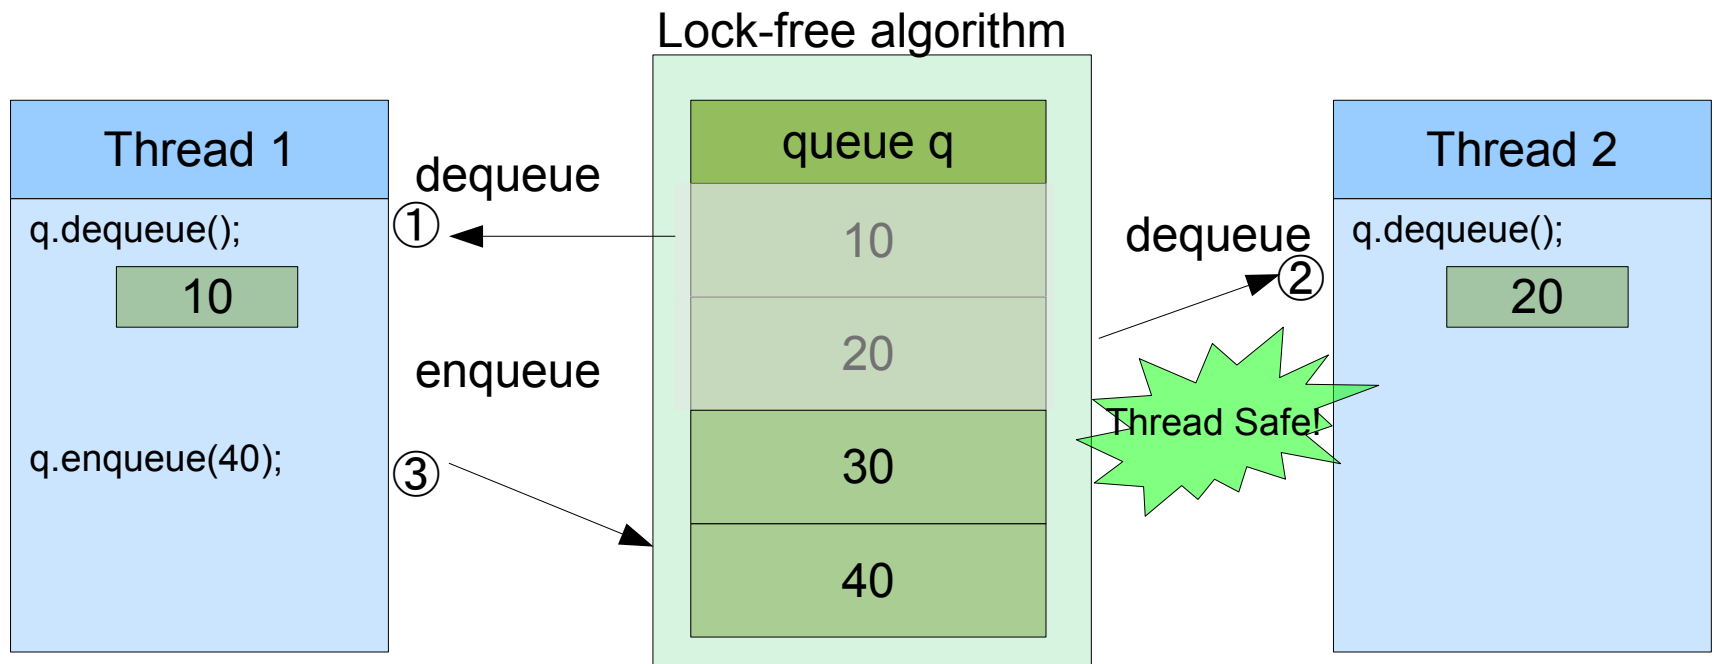 Lock-free algorithm
Thread 1
q.dequeue();
10
q.enqueue(40);
dequeue
①
enqueue
③
queue q
10
20
30
40
dequeue
②
Thread Safe!
Thread 2
q.dequeue();
20